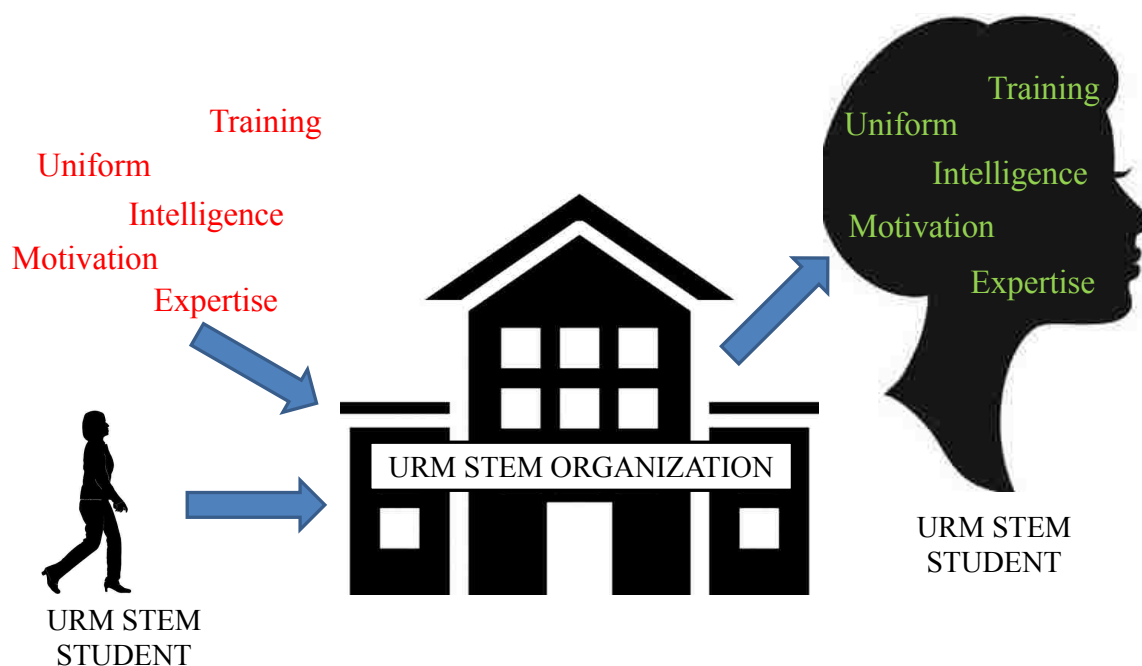 Training
Uniform
Intelligence
Motivation
Expertise
URM STEM
STUDENT
URM STEM ORGANIZATION
Training
Uniform
Intelligence
Motivation
Expertise
URM STEM
STUDENT